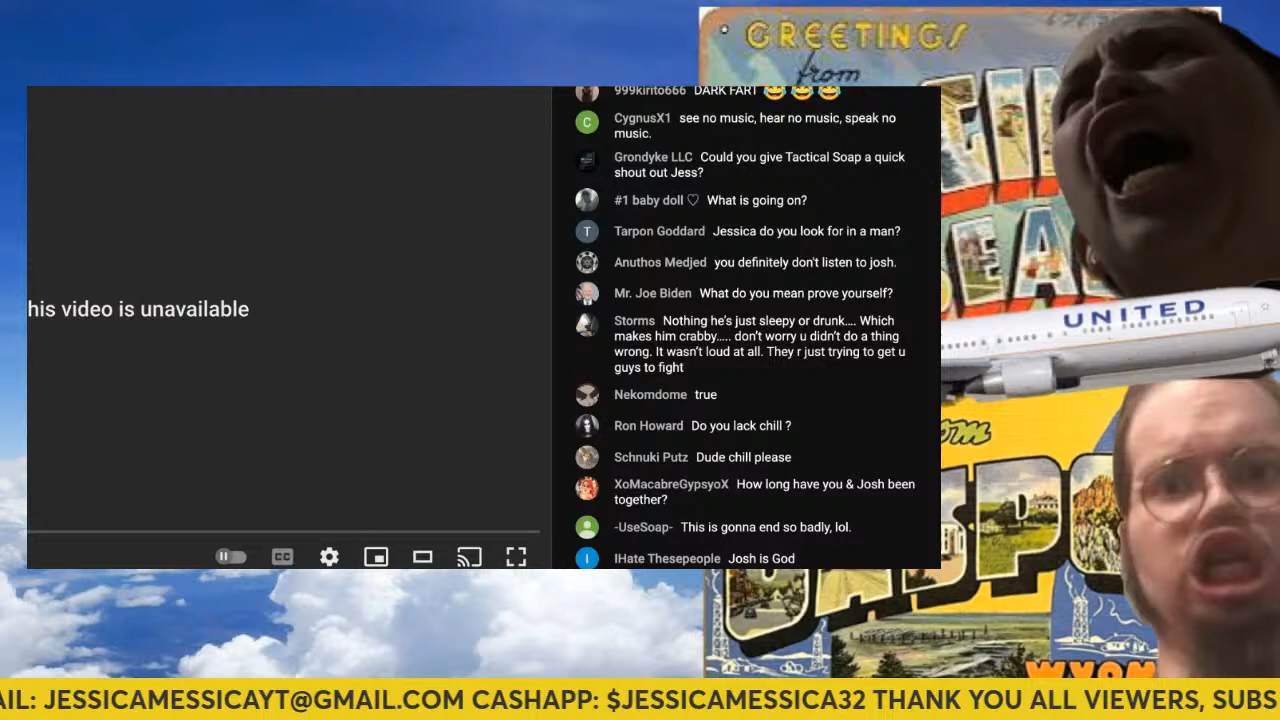 GREETINGS
from
999kirito666 DARK FART 😂😂😂
CygnusX1 see no music, hear no music, speak no
music.
Grondyke LLC Could you give Tactical Soap a quick
shout out Jess?
#1 baby doll ♡ What is going on?
Tarpon Goddard Jessica do you look for in a man?
Anuthos Medjed you definitely don't listen to josh.
Mr. Joe Biden What do you mean prove yourself?
Storms Nothing he's just sleepy or drunk.... Which
makes him crabby..... don't worry u didn't do a thing
wrong. It wasn't loud at all. They r just trying to get u
guys to fight
Nekomdome true
Ron Howard Do you lack chill ?
Schnuki Putz Dude chill please
XoMacabreGypsyoX How long have you & Josh been
together?
-UseSoap- This is gonna end so badly, lol.
IHate Thesepeople Josh is God
his video is unavailable
CC
C
T
I
UNITED
om
WYOM
AIL: JESSICAMESSICAYT@GMAIL.COM CASHAPP: $JESSICAMESSICA32 THANK YOU ALL VIEWERS, SUBS